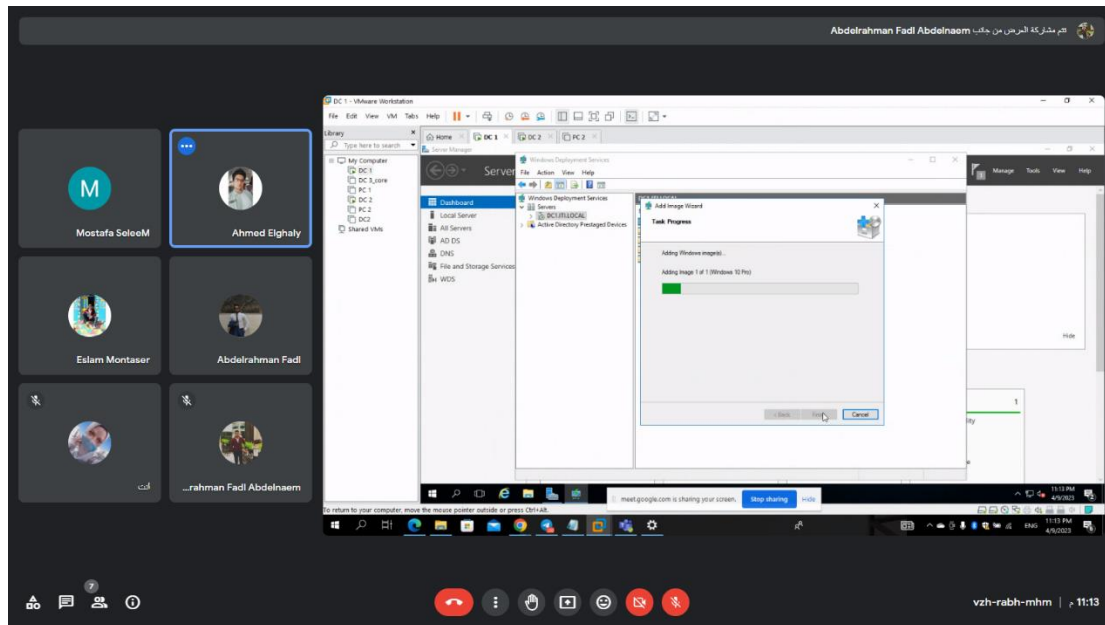 تتم مشاركة العرض من جانب Abdelrahman Fadl Abdelnaem
M
Mostafa SeleeM
Ahmed Elghaly
Eslam Montaser
Abdelrahman Fadl
أنت
...rahman Fadl Abdelnaem
DC 1 - VMware Workstation
File Edit View VM Tabs Help
Library
Type here to search
My Computer
DC 1
DC 3_core
PC 1
DC 2
PC 2
DC2
Shared VMs
Home
DC 1
DC 2
PC 2
Server Manager
Server
Manage Tools View Help
Dashboard
Local Server
All Servers
AD DS
DNS
File and Storage Services
WDS
Windows Deployment Services
File Action View Help
Windows Deployment Services
Servers
DC1.ITI.LOCAL
Active Directory Prestaged Devices
Add Image Wizard
Task Progress
Adding Windows image(s)...
Adding Image 1 of 1 (Windows 10 Pro)
< Back
Cancel
Hide
1
meet.google.com is sharing your screen.
Stop sharing
Hide
11:13 PM
4/9/2023
To return to your computer, move the mouse pointer outside or press Ctrl+Alt.
ENG
11:13 PM
4/9/2023
7
vzh-rabh-mhm | 11:13 م